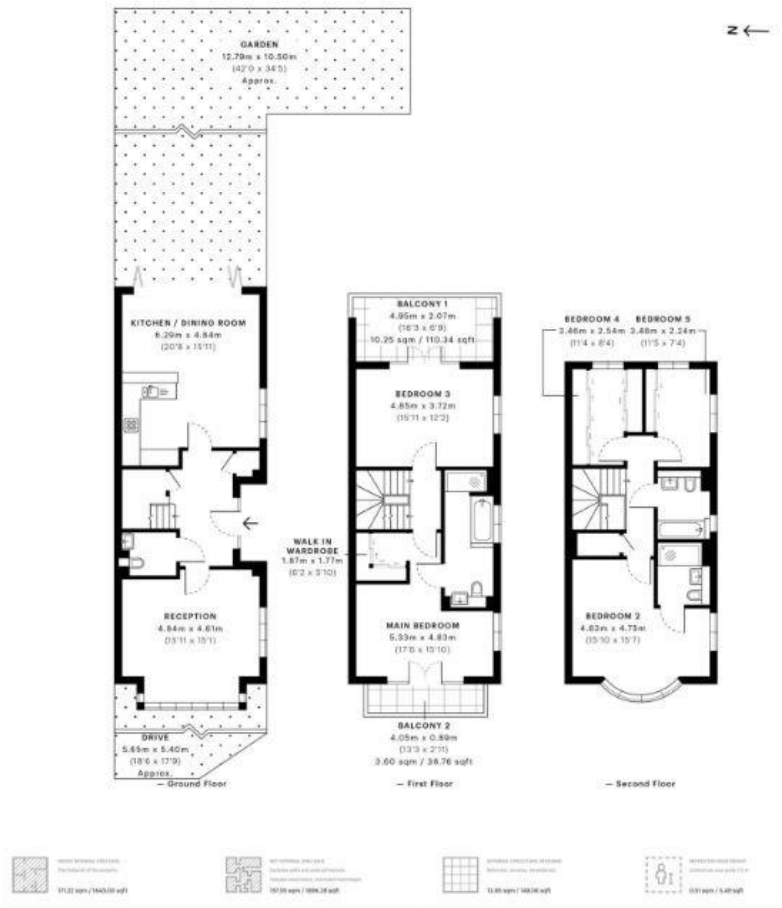 GARDEN
12.79m x 10.50m
(42'0 x 34'5)
Approx.
N
KITCHEN / DINING ROOM
6.29m x 4.84m
(20'8 x 15'11)
RECEPTION
4.84m x 4.61m
(15'11 x 15'1)
DRIVE
5.65m x 5.40m
(18'6 x 17'9)
Approx.
— Ground Floor
BALCONY 1
4.95m x 2.07m
(16'3 x 6'9)
10.25 sqm / 110.34 sqft
BEDROOM 3
4.85m x 3.72m
(15'11 x 12'2)
WALK IN
WARDROBE
1.87m x 1.77m
(6'2 x 5'10)
MAIN BEDROOM
5.33m x 4.83m
(17'6 x 15'10)
BALCONY 2
4.05m x 0.89m
(13'3 x 2'11)
3.60 sqm / 38.76 sqft
— First Floor
BEDROOM 4
3.46m x 2.54m
(11'4 x 8'4)
BEDROOM 5
3.48m x 2.24m
(11'5 x 7'4)
BEDROOM 2
4.83m x 4.75m
(15'10 x 15'7)
— Second Floor